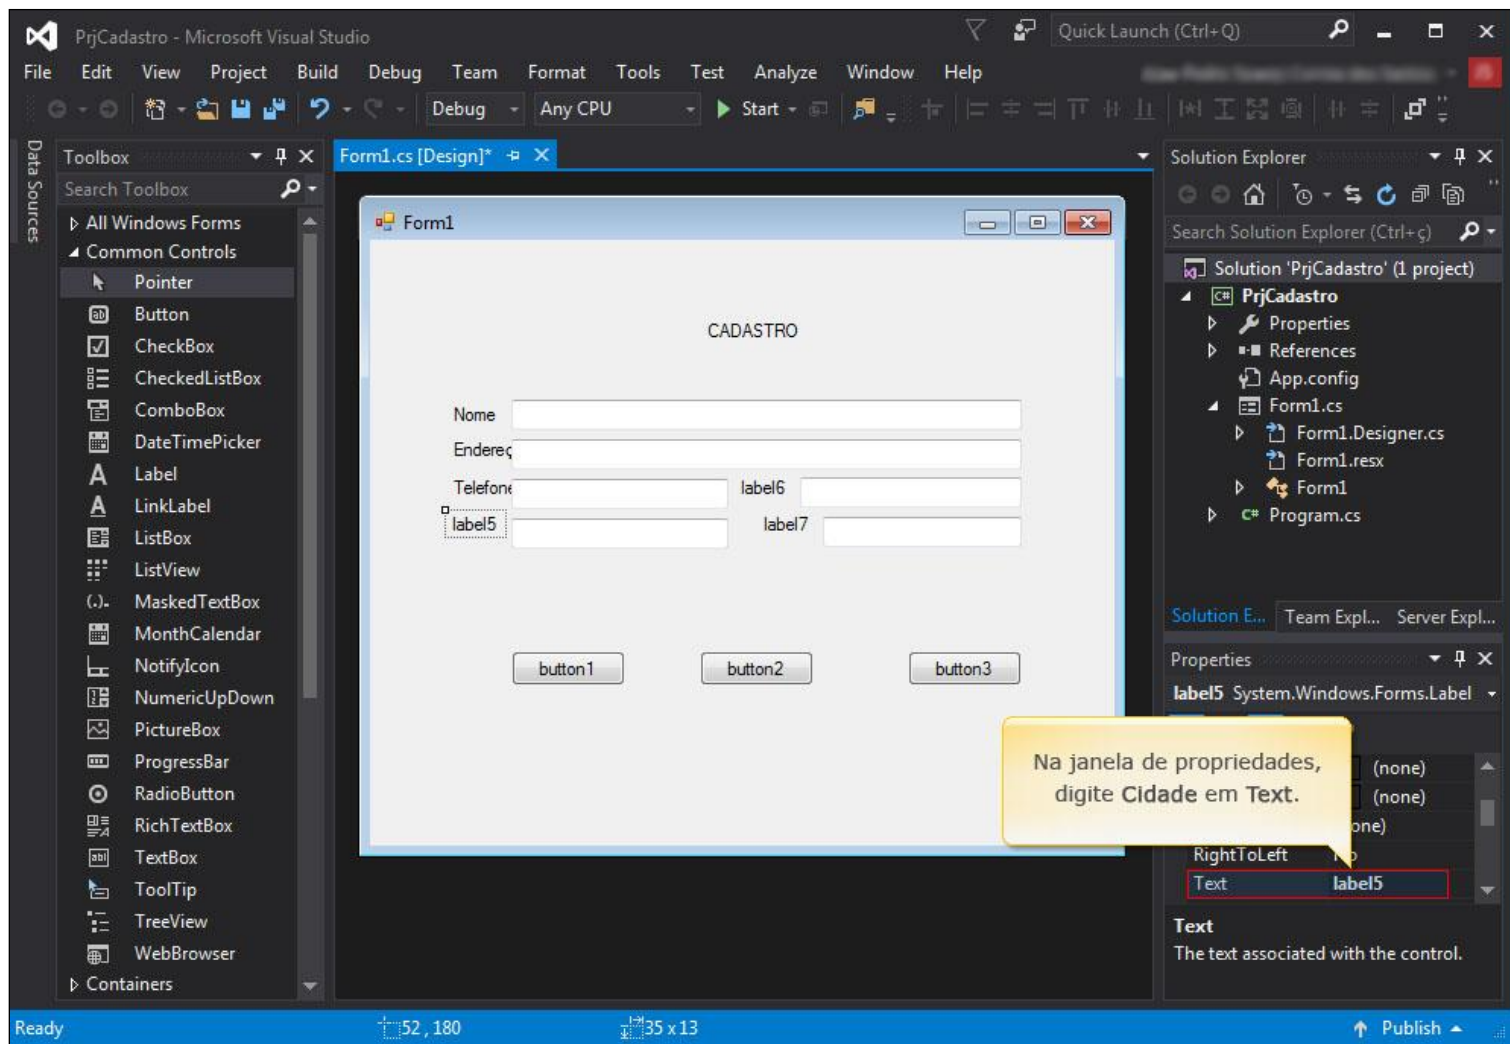 PrjCadastro - Microsoft Visual Studio
Quick Launch (Ctrl+Q)
File Edit View Project Build Debug Team Format Tools Test Analyze Window Help
Debug Any CPU Start
Data Sources
Toolbox
Search Toolbox
All Windows Forms
Common Controls
Pointer
Button
CheckBox
CheckedListBox
ComboBox
DateTimePicker
Label
LinkLabel
ListBox
ListView
MaskedTextBox
MonthCalendar
NotifyIcon
NumericUpDown
PictureBox
ProgressBar
RadioButton
RichTextBox
TextBox
ToolTip
TreeView
WebBrowser
Containers
Form1.cs [Design]*
Form1
CADASTRO
Nome
Endereç
Telefone
label6
label5
label7
button1 button2 button3
Solution Explorer
Search Solution Explorer (Ctrl+ç)
Solution 'PrjCadastro' (1 project)
C# PrjCadastro
Properties
References
App.config
Form1.cs
Form1.Designer.cs
Form1.resx
Form1
C# Program.cs
Solution E... Team Expl... Server Expl...
Properties
label5 System.Windows.Forms.Label
Na janela de propriedades,
digite Cidade em Text.
(none)
(none)
one)
RightToLeft
Text label5
Text
The text associated with the control.
Ready 52 , 180 35 x 13 Publish